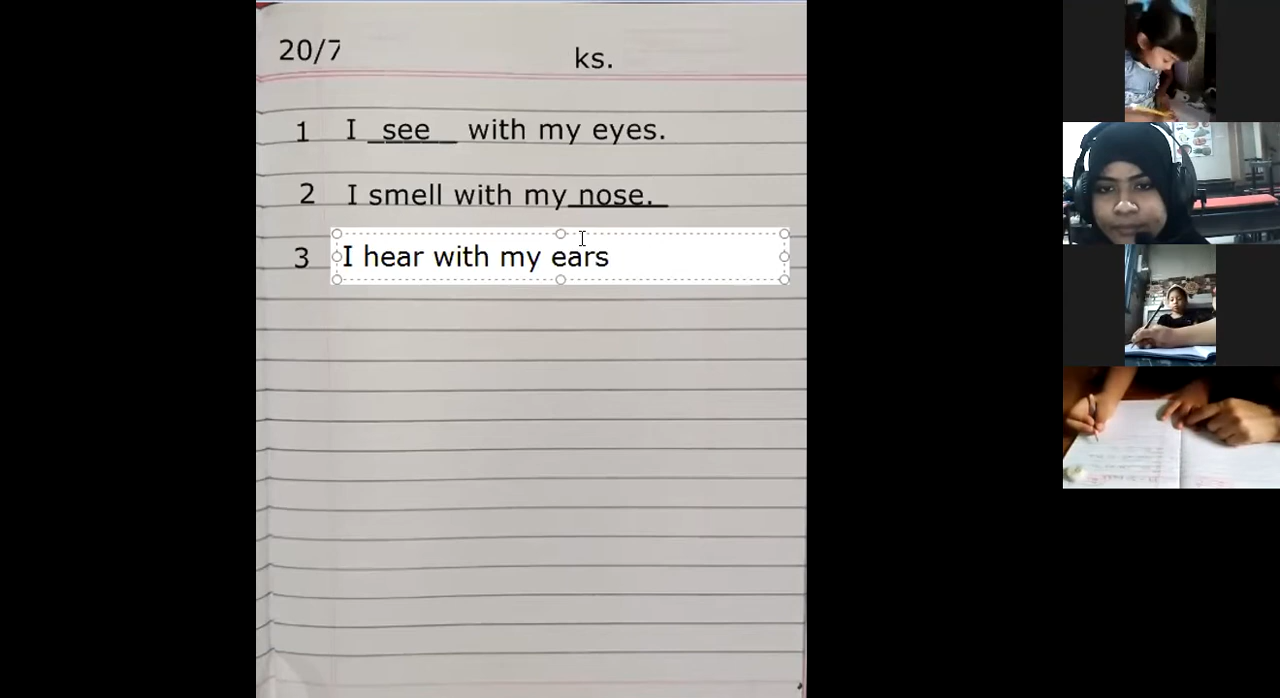 20/7
ks.
1 I see with my eyes.
2 I smell with my nose.
3 I hear with my ears